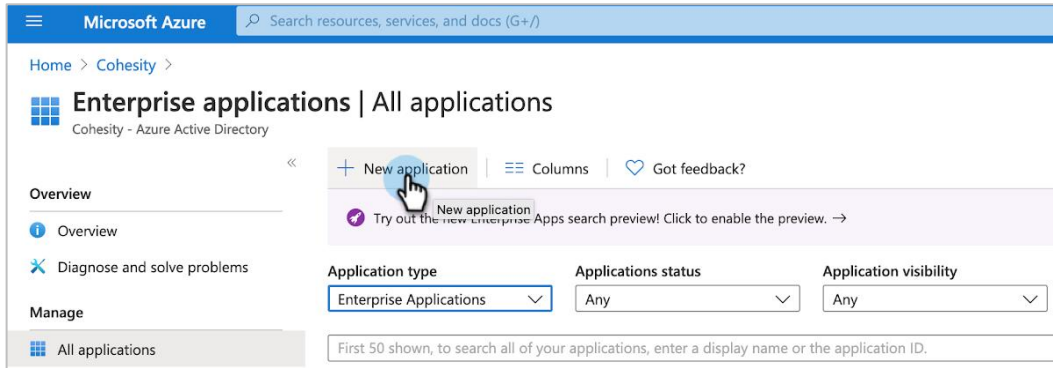 Microsoft Azure
Search resources, services, and docs (G+/)
Home > Cohesity >
Enterprise applications | All applications
Cohesity - Azure Active Directory
«
New application
Columns
Got feedback?
Overview
New application
Try out the new Enterprise Apps search preview! Click to enable the preview. →
Overview
Diagnose and solve problems
Application type
Applications status
Application visibility
Enterprise Applications
Any
Any
Manage
All applications
First 50 shown, to search all of your applications, enter a display name or the application ID.